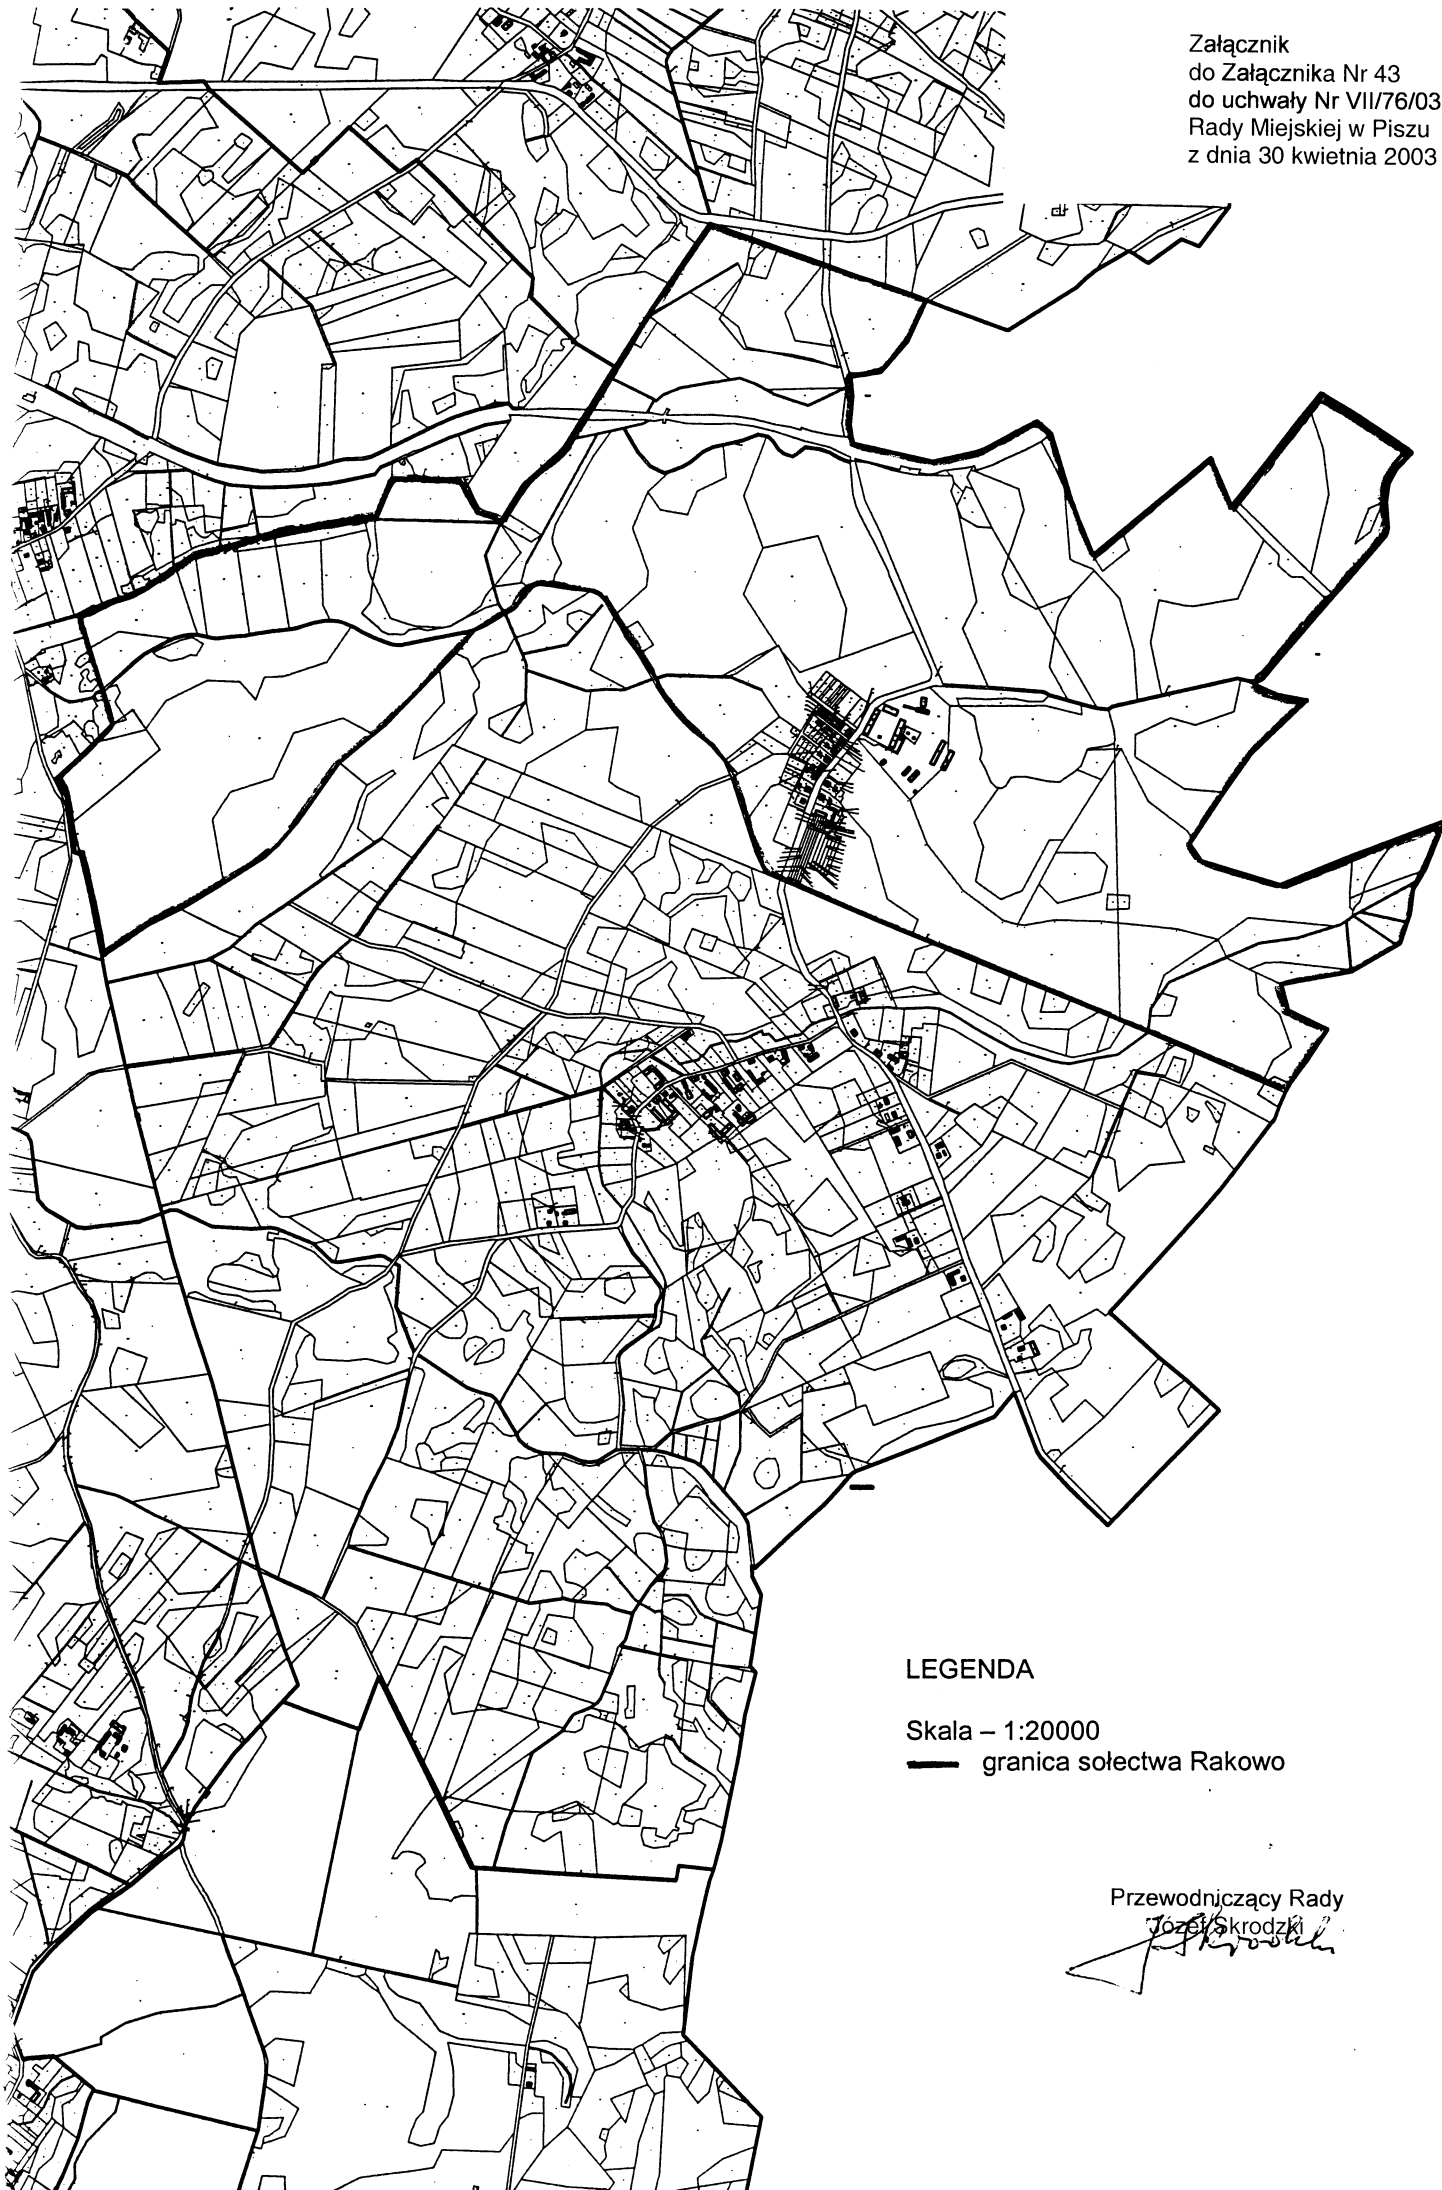 Załącznik
do Załącznika Nr 43
do uchwały Nr VII/76/03
Rady Miejskiej w Piszu
z dnia 30 kwietnia 2003
LEGENDA
Skala – 1:20000
granica sołectwa Rakowo
Przewodniczący Rady
Józef Skrodzki